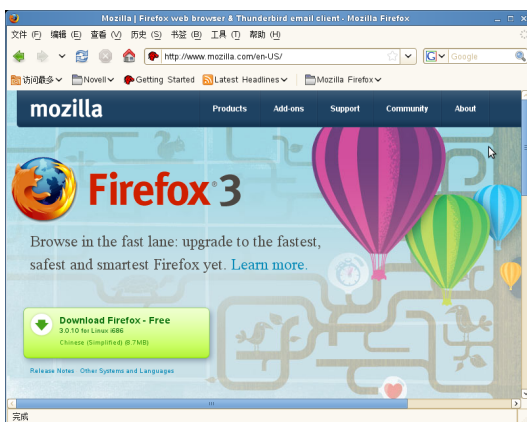 Mozilla | Firefox web browser & Thunderbird email client - Mozilla Firefox
文件 (F) 编辑 (E) 查看 (V) 历史 (S) 书签 (B) 工具 (T) 帮助 (H)
http://www.mozilla.com/en-US/ G Google
访问最多 Novell Getting Started Latest Headlines Mozilla Firefox
mozilla Products Add-ons Support Community About
Firefox® 3
Browse in the fast lane: upgrade to the fastest,
safest and smartest Firefox yet. Learn more.
Download Firefox - Free
3.0.10 for Linux i686
Chinese (Simplified) (8.7MB)
Release Notes Other Systems and Languages
完成